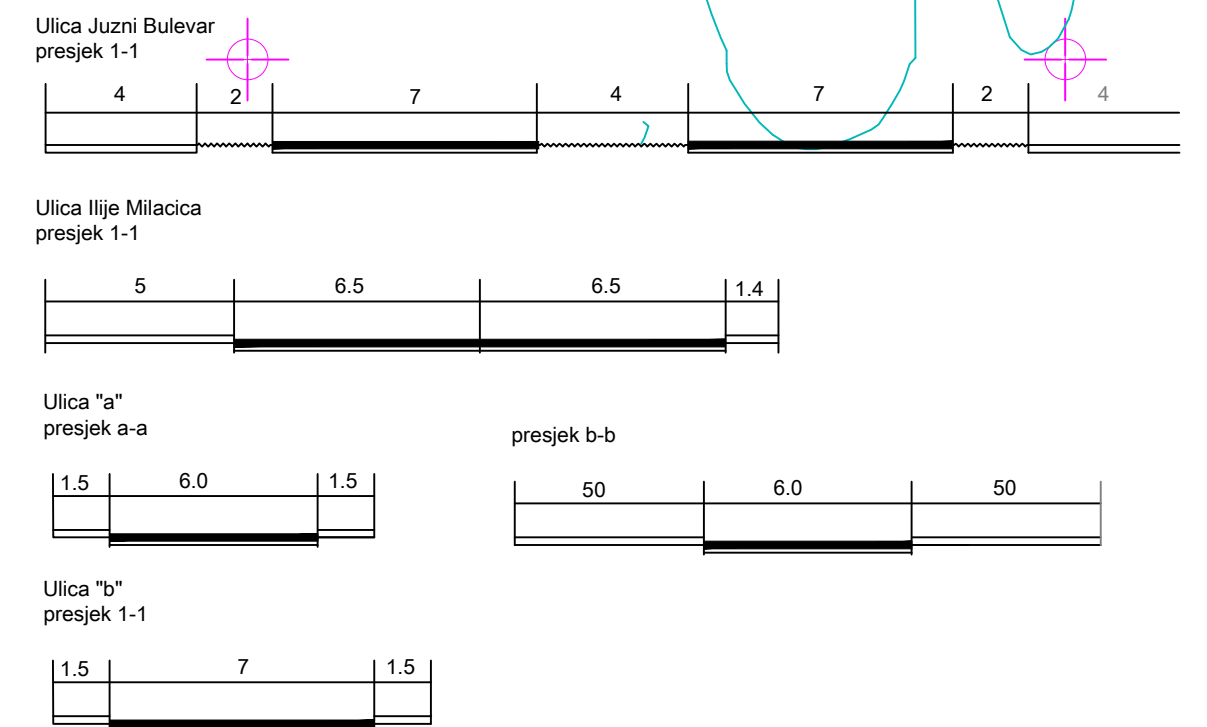 Ulica Juzni Bulevar
presjek 1-1
4 2 7 4 7 2 4
Ulica Ilije Milacica
presjek 1-1
5 6.5 6.5 1.4
Ulica "a"
presjek a-a
1.5 6.0 1.5
presjek b-b
50 6.0 50
Ulica "b"
presjek 1-1
1.5 7 1.5